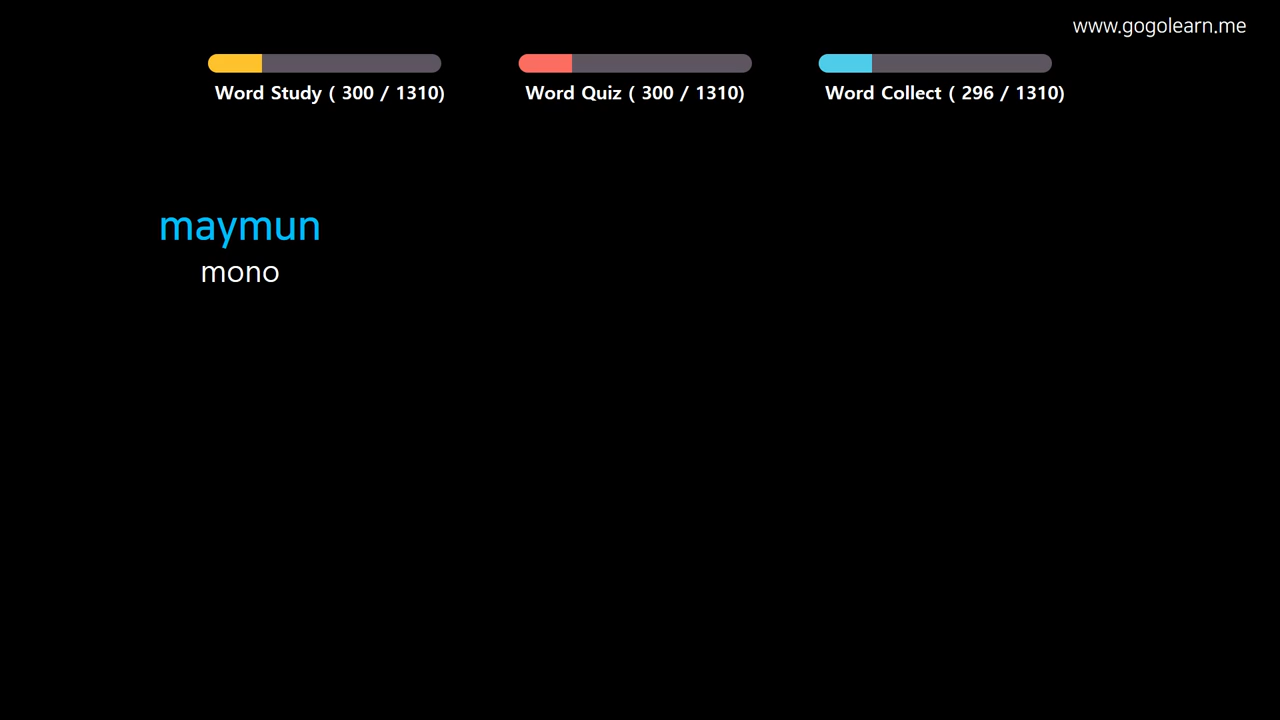 www.gogolearn.me
Word Study ( 300 / 1310)
Word Quiz ( 300 / 1310)
Word Collect ( 296 / 1310)
maymun
mono